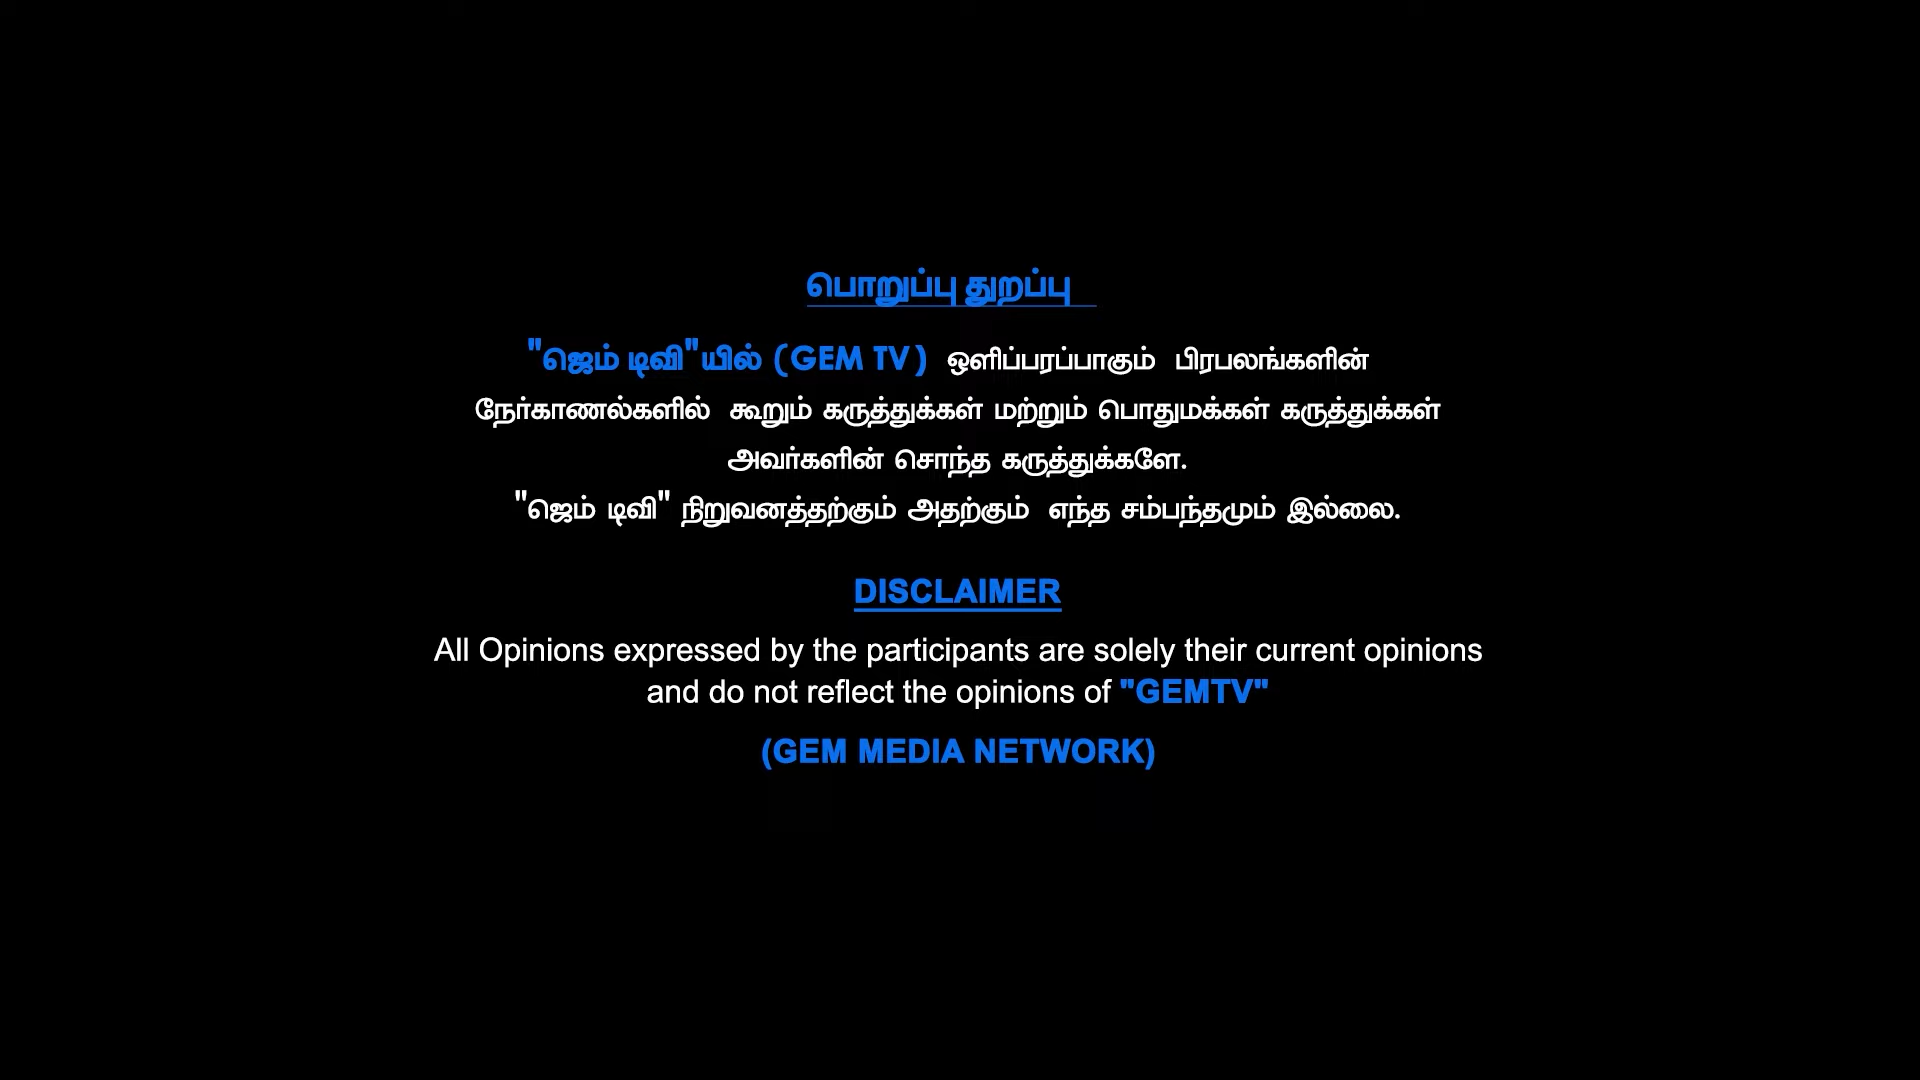 பொறுப்பு துறப்பு
"ஜெம் டிவி"யில் (GEM TV) ஒளிப்பரப்பாகும் பிரபலங்களின்
நேர்காணல்களில் கூறும் கருத்துக்கள் மற்றும் பொதுமக்கள் கருத்துக்கள்
அவர்களின் சொந்த கருத்துக்களே.
"ஜெம் டிவி" நிறுவனத்தற்கும் அதற்கும் எந்த சம்பந்தமும் இல்லை.
DISCLAIMER
All Opinions expressed by the participants are solely their current opinions
and do not reflect the opinions of "GEMTV"
(GEM MEDIA NETWORK)